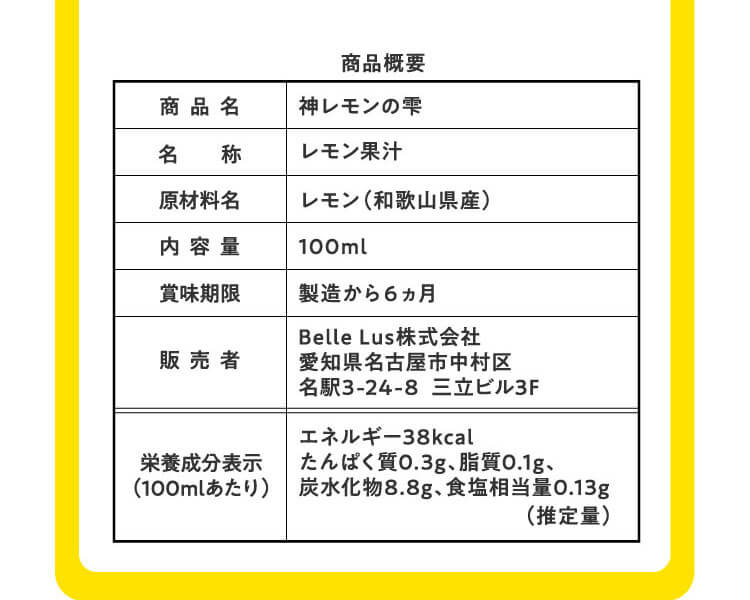 商品概要
商品名 神レモンの雫
名称 レモン果汁
原材料名 レモン（和歌山県産）
内容量 100ml
賞味期限 製造から6ヵ月
販売者 Belle Lus株式会社
愛知県名古屋市中村区
名駅3-24-8 三立ビル3F
栄養成分表示
（100mlあたり）
エネルギー38kcal
たんぱく質0.3g、脂質0.1g、
炭水化物8.8g、食塩相当量0.13g
（推定量）